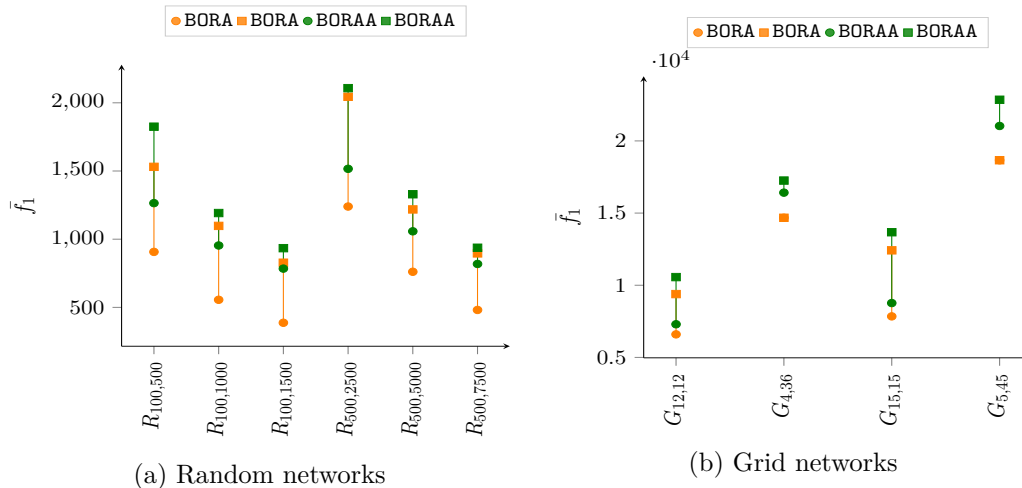 BORA BORA BORAA BORAA
2,000
1,500
1,000
500
f̄₁
R₁₀₀,₅₀₀
R₁₀₀,₁₀₀₀
R₁₀₀,₁₅₀₀
R₅₀₀,₂₅₀₀
R₅₀₀,₅₀₀₀
R₅₀₀,₇₅₀₀
(a) Random networks
BORA BORA BORAA BORAA
·10⁴
2
1.5
1
0.5
f̄₁
G₁₂,₁₂
G₄,₃₆
G₁₅,₁₅
G₅,₄₅
(b) Grid networks